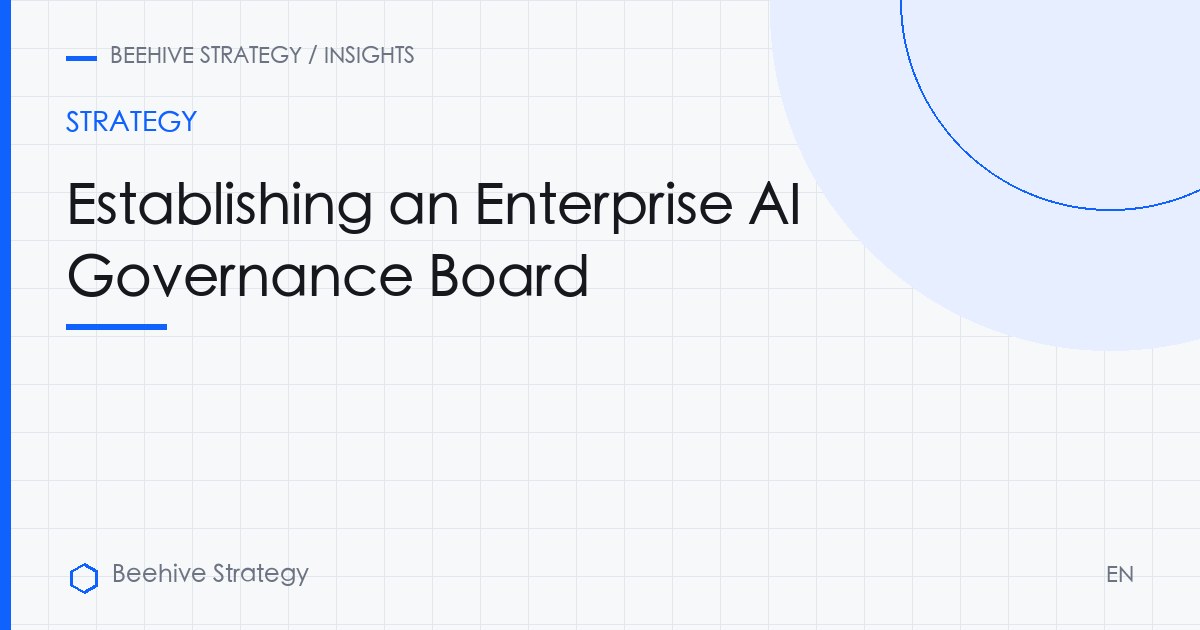 BEEHIVE STRATEGY / INSIGHTS
STRATEGY
Establishing an Enterprise AI
Governance Board
Beehive Strategy
EN